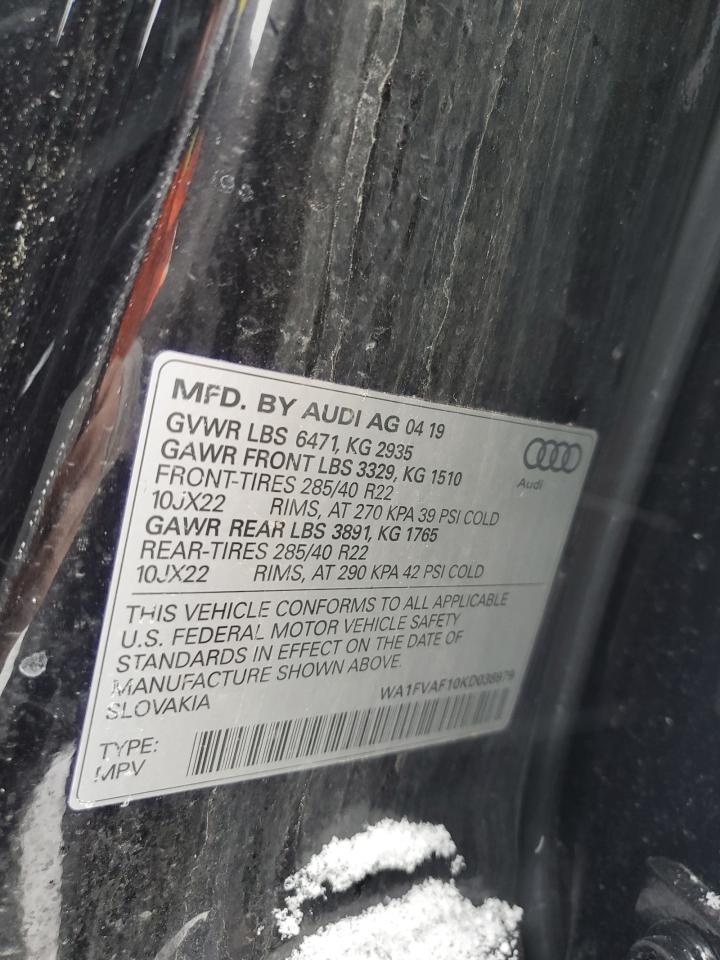 MFD. BY AUDI AG 04 19
GVWR LBS 6471, KG 2935
GAWR FRONT LBS 3329, KG 1510
FRONT-TIRES 285/40 R22
10JX22 RIMS, AT 270 KPA 39 PSI COLD
GAWR REAR LBS 3891, KG 1765
REAR-TIRES 285/40 R22
10JX22 RIMS, AT 290 KPA 42 PSI COLD
Audi
THIS VEHICLE CONFORMS TO ALL APPLICABLE
U.S. FEDERAL MOTOR VEHICLE SAFETY
STANDARDS IN EFFECT ON THE DATE OF
MANUFACTURE SHOWN ABOVE.
SLOVAKIA
WA1FVAF10KD038979
TYPE:
MPV